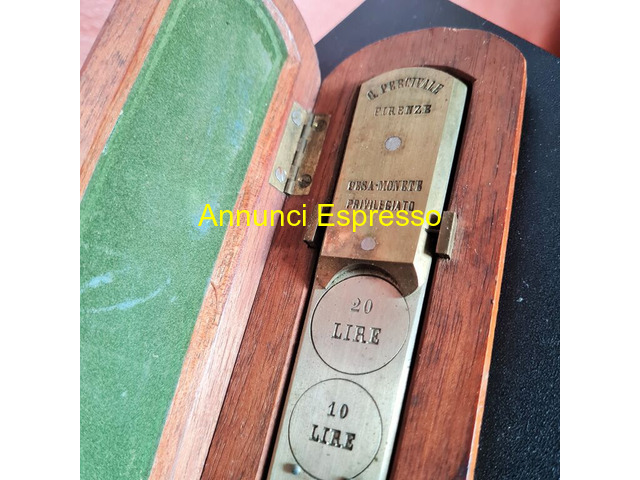 G. PERCIVALE
FIRENZE
PESA-MONETE
PRIVILEGIATO
Annunci Espresso
20
LIRE
10
LIRE